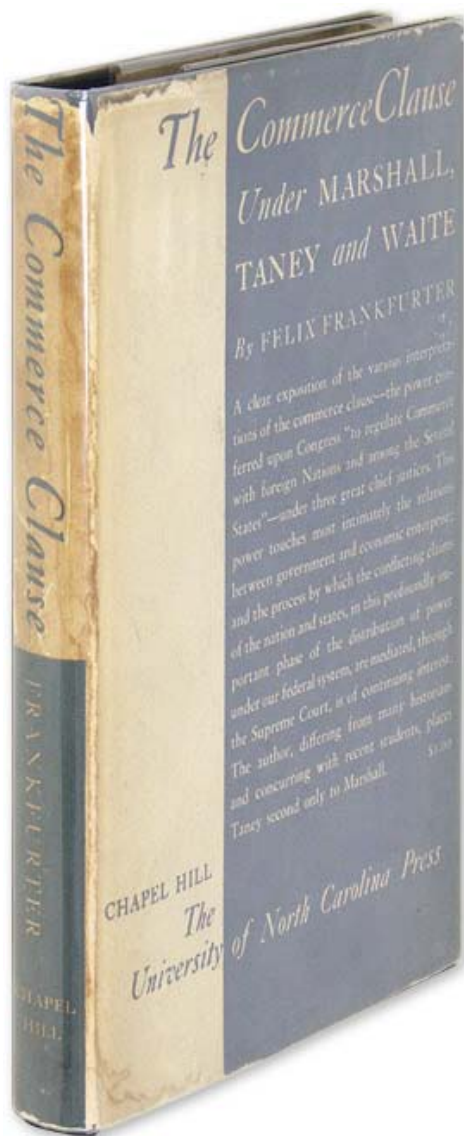 The Commerce Clause
FRANKFURTER
CHAPEL
HILL
The Commerce Clause
Under MARSHALL,
TANEY and WAITE
By FELIX FRANKFURTER
A clear exposition of the various interpreta-
tions of the commerce clause—the power con-
ferred upon Congress "to regulate Commerce
with foreign Nations and among the Several
States"—under three great chief justices. This
power touches most intimately the relations
between government and economic enterprise,
and the process by which the conflicting claims
of the nation and states, in this profoundly im-
portant phase of the distribution of power
under our federal system, are mediated, through
the Supreme Court, is of continuing interest.
The author, differing from many historians
and concurring with recent students, places
Taney second only to Marshall.
CHAPEL HILL
The
University of North Carolina Press